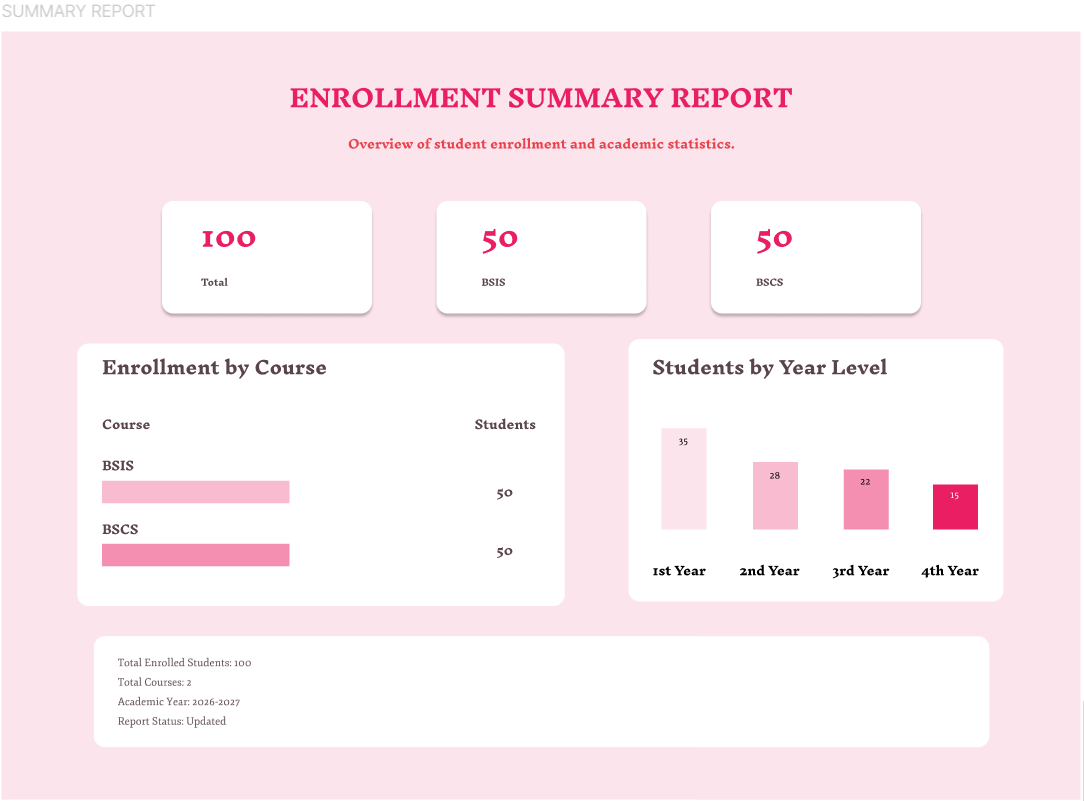 SUMMARY REPORT
ENROLLMENT SUMMARY REPORT
Overview of student enrollment and academic statistics.
100
Total
50
BSIS
50
BSCS
Enrollment by Course
Course Students
BSIS
50
BSCS
50
Students by Year Level
35
28
22
15
1st Year 2nd Year 3rd Year 4th Year
Total Enrolled Students: 100
Total Courses: 2
Academic Year: 2026-2027
Report Status: Updated